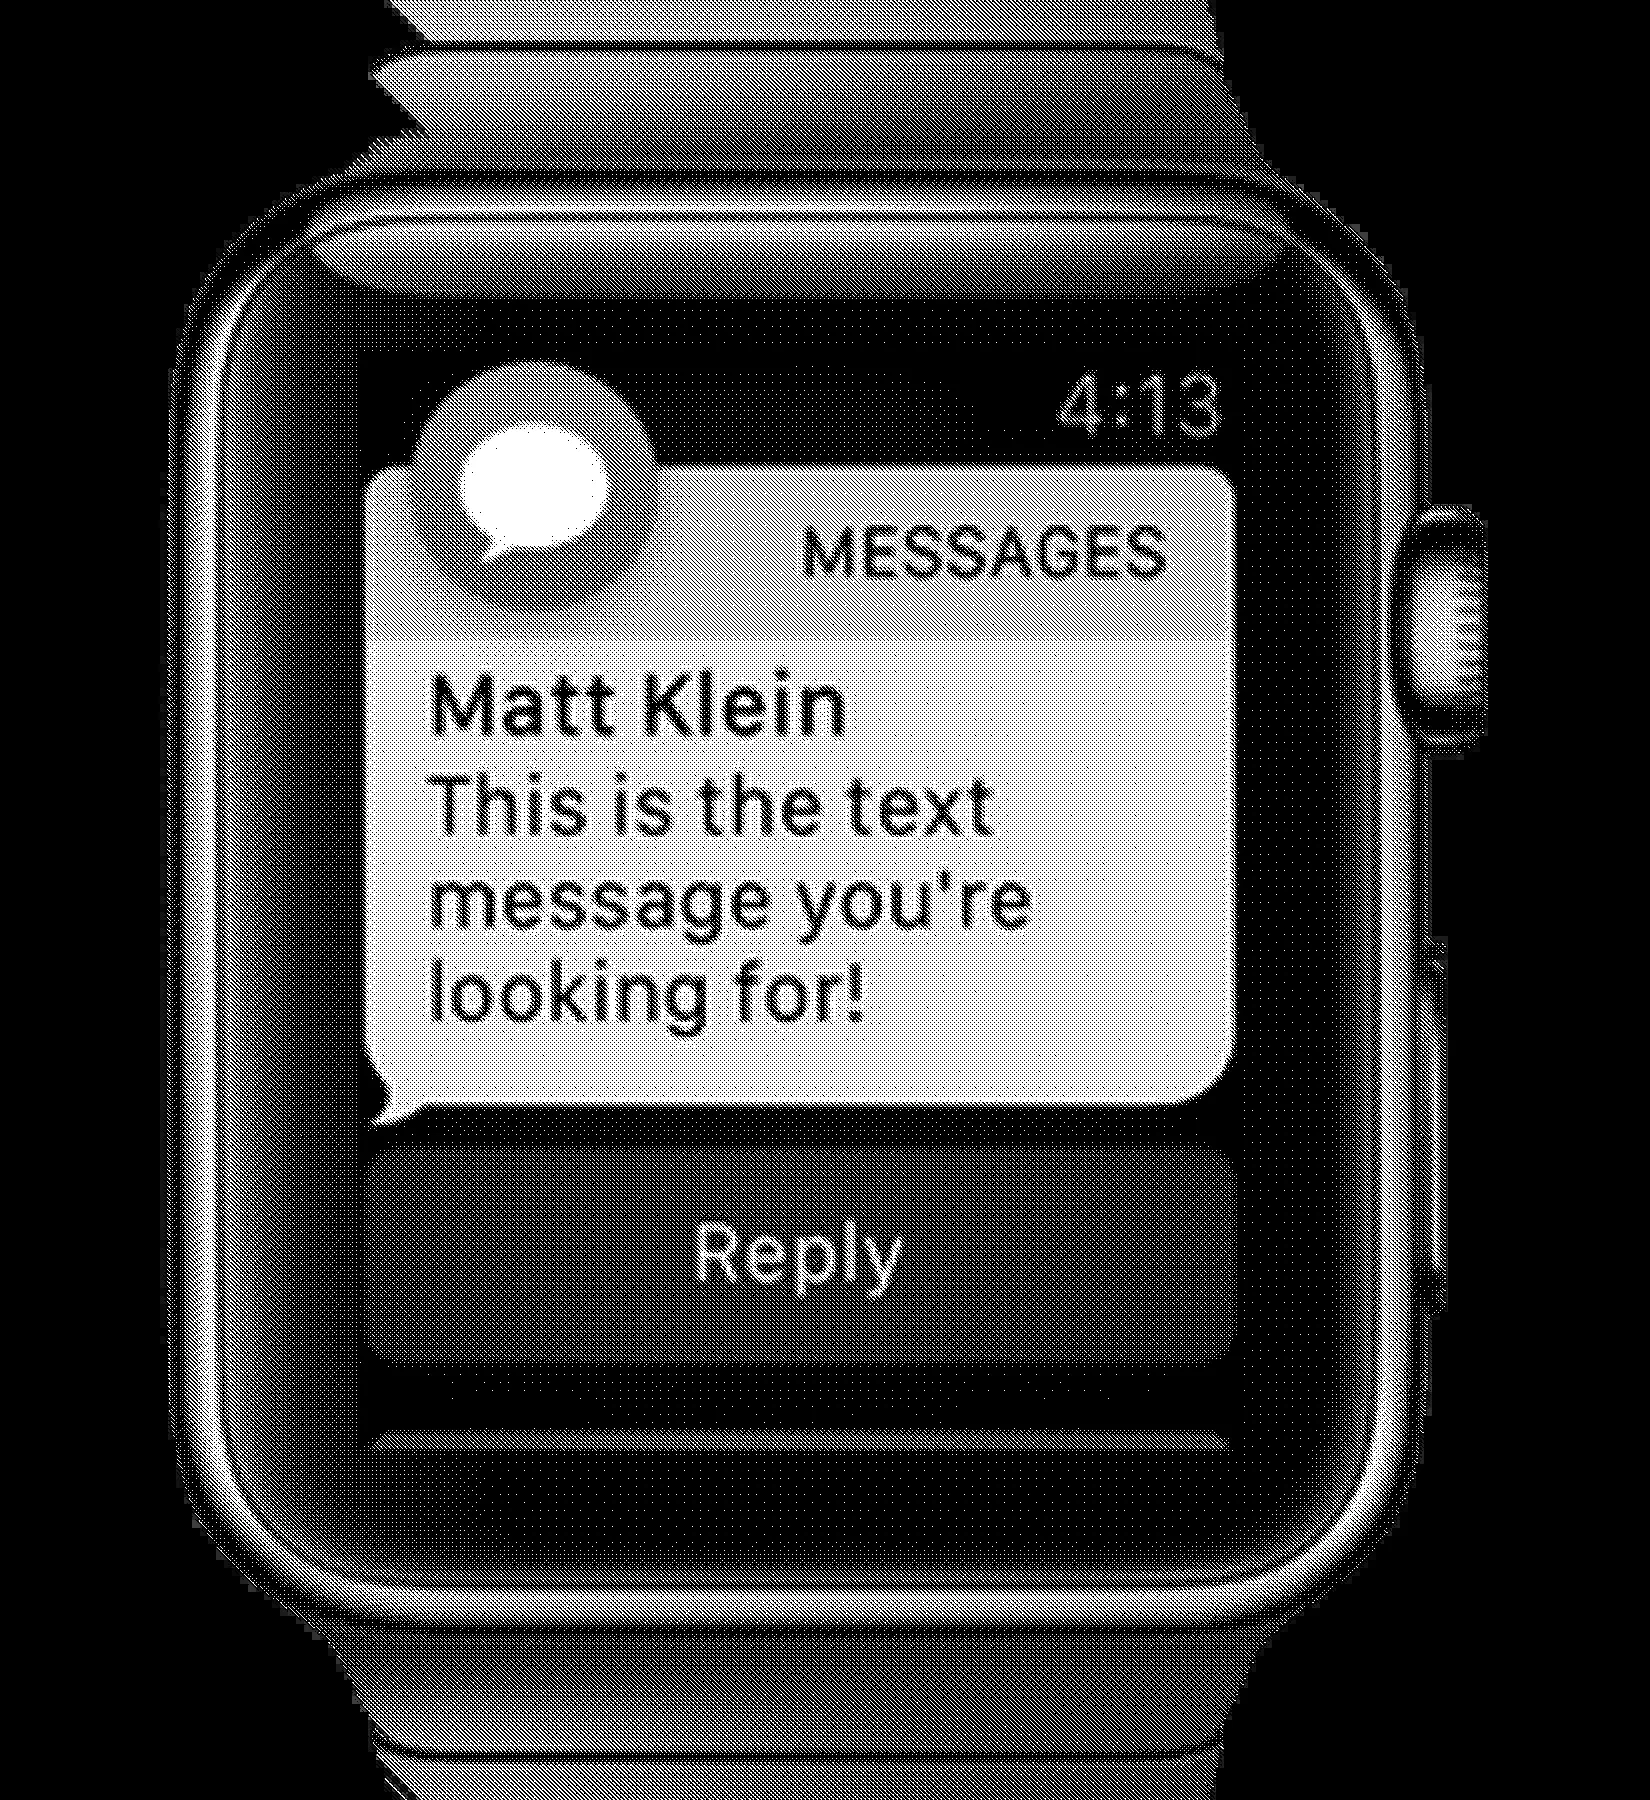 4:13
MESSAGES
Matt Klein
This is the text
message you're
looking for!
Reply